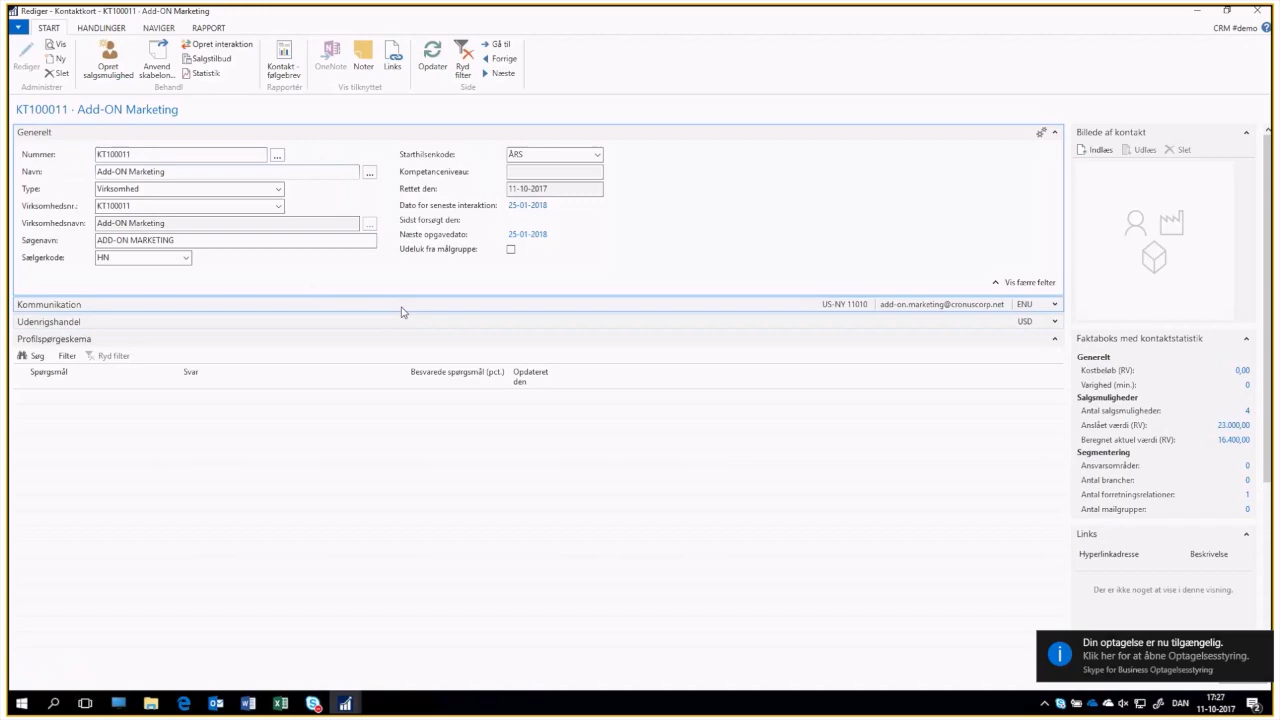 Rediger - Kontaktkort - KT100011 - Add-ON Marketing
START HANDLINGER NAVIGER RAPPORT
CRM #demo
Rediger
Vis
Ny
Slet
Administrer
Opret salgsmulighed
Anvend skabelon...
Opret interaktion
Salgstilbud
Statistik
Behandl
Kontakt - følgebrev
Rapportér
OneNote
Noter
Links
Vis tilknyttet
Opdater
Ryd filter
Gå til
Forrige
Næste
Side
KT100011 · Add-ON Marketing
Generelt
Nummer: KT100011 ...
Navn: Add-ON Marketing ...
Type: Virksomhed
Virksomhedsnr.: KT100011
Virksomhedsnavn: Add-ON Marketing ...
Søgenavn: ADD-ON MARKETING
Sælgerkode: HN
Starthilsenkode: ÅRS
Kompetanceniveau:
Rettet den: 11-10-2017
Dato for seneste interaktion: 25-01-2018
Sidst forsøgt den:
Næste opgavedato: 25-01-2018
Udeluk fra målgruppe:
Vis færre felter
Kommunikation US-NY 11010 add-on.marketing@cronuscorp.net ENU
Udenrigshandel USD
Profilspørgeskema
Søg Filter Ryd filter
Spørgsmål Svar Besvarede spørgsmål (pct.) Opdateret den
Billede af kontakt
Indlæs Udlæs Slet
Faktaboks med kontaktstatistik
Generelt
Kostbeløb (RV): 0,00
Varighed (min.): 0
Salgsmuligheder
Antal salgsmuligheder: 4
Anslået værdi (RV): 23.000,00
Beregnet aktuel værdi (RV): 16.400,00
Segmentering
Ansvarsområder: 0
Antal brancher: 0
Antal forretningsrelationer: 1
Antal mailgrupper: 0
Links
Hyperlinkadresse Beskrivelse
Der er ikke noget at vise i denne visning.
Din optagelse er nu tilgængelig.
Klik her for at åbne Optagelsesstyring.
Skype for Business Optagelsesstyring
DAN
17:27
11-10-2017
2